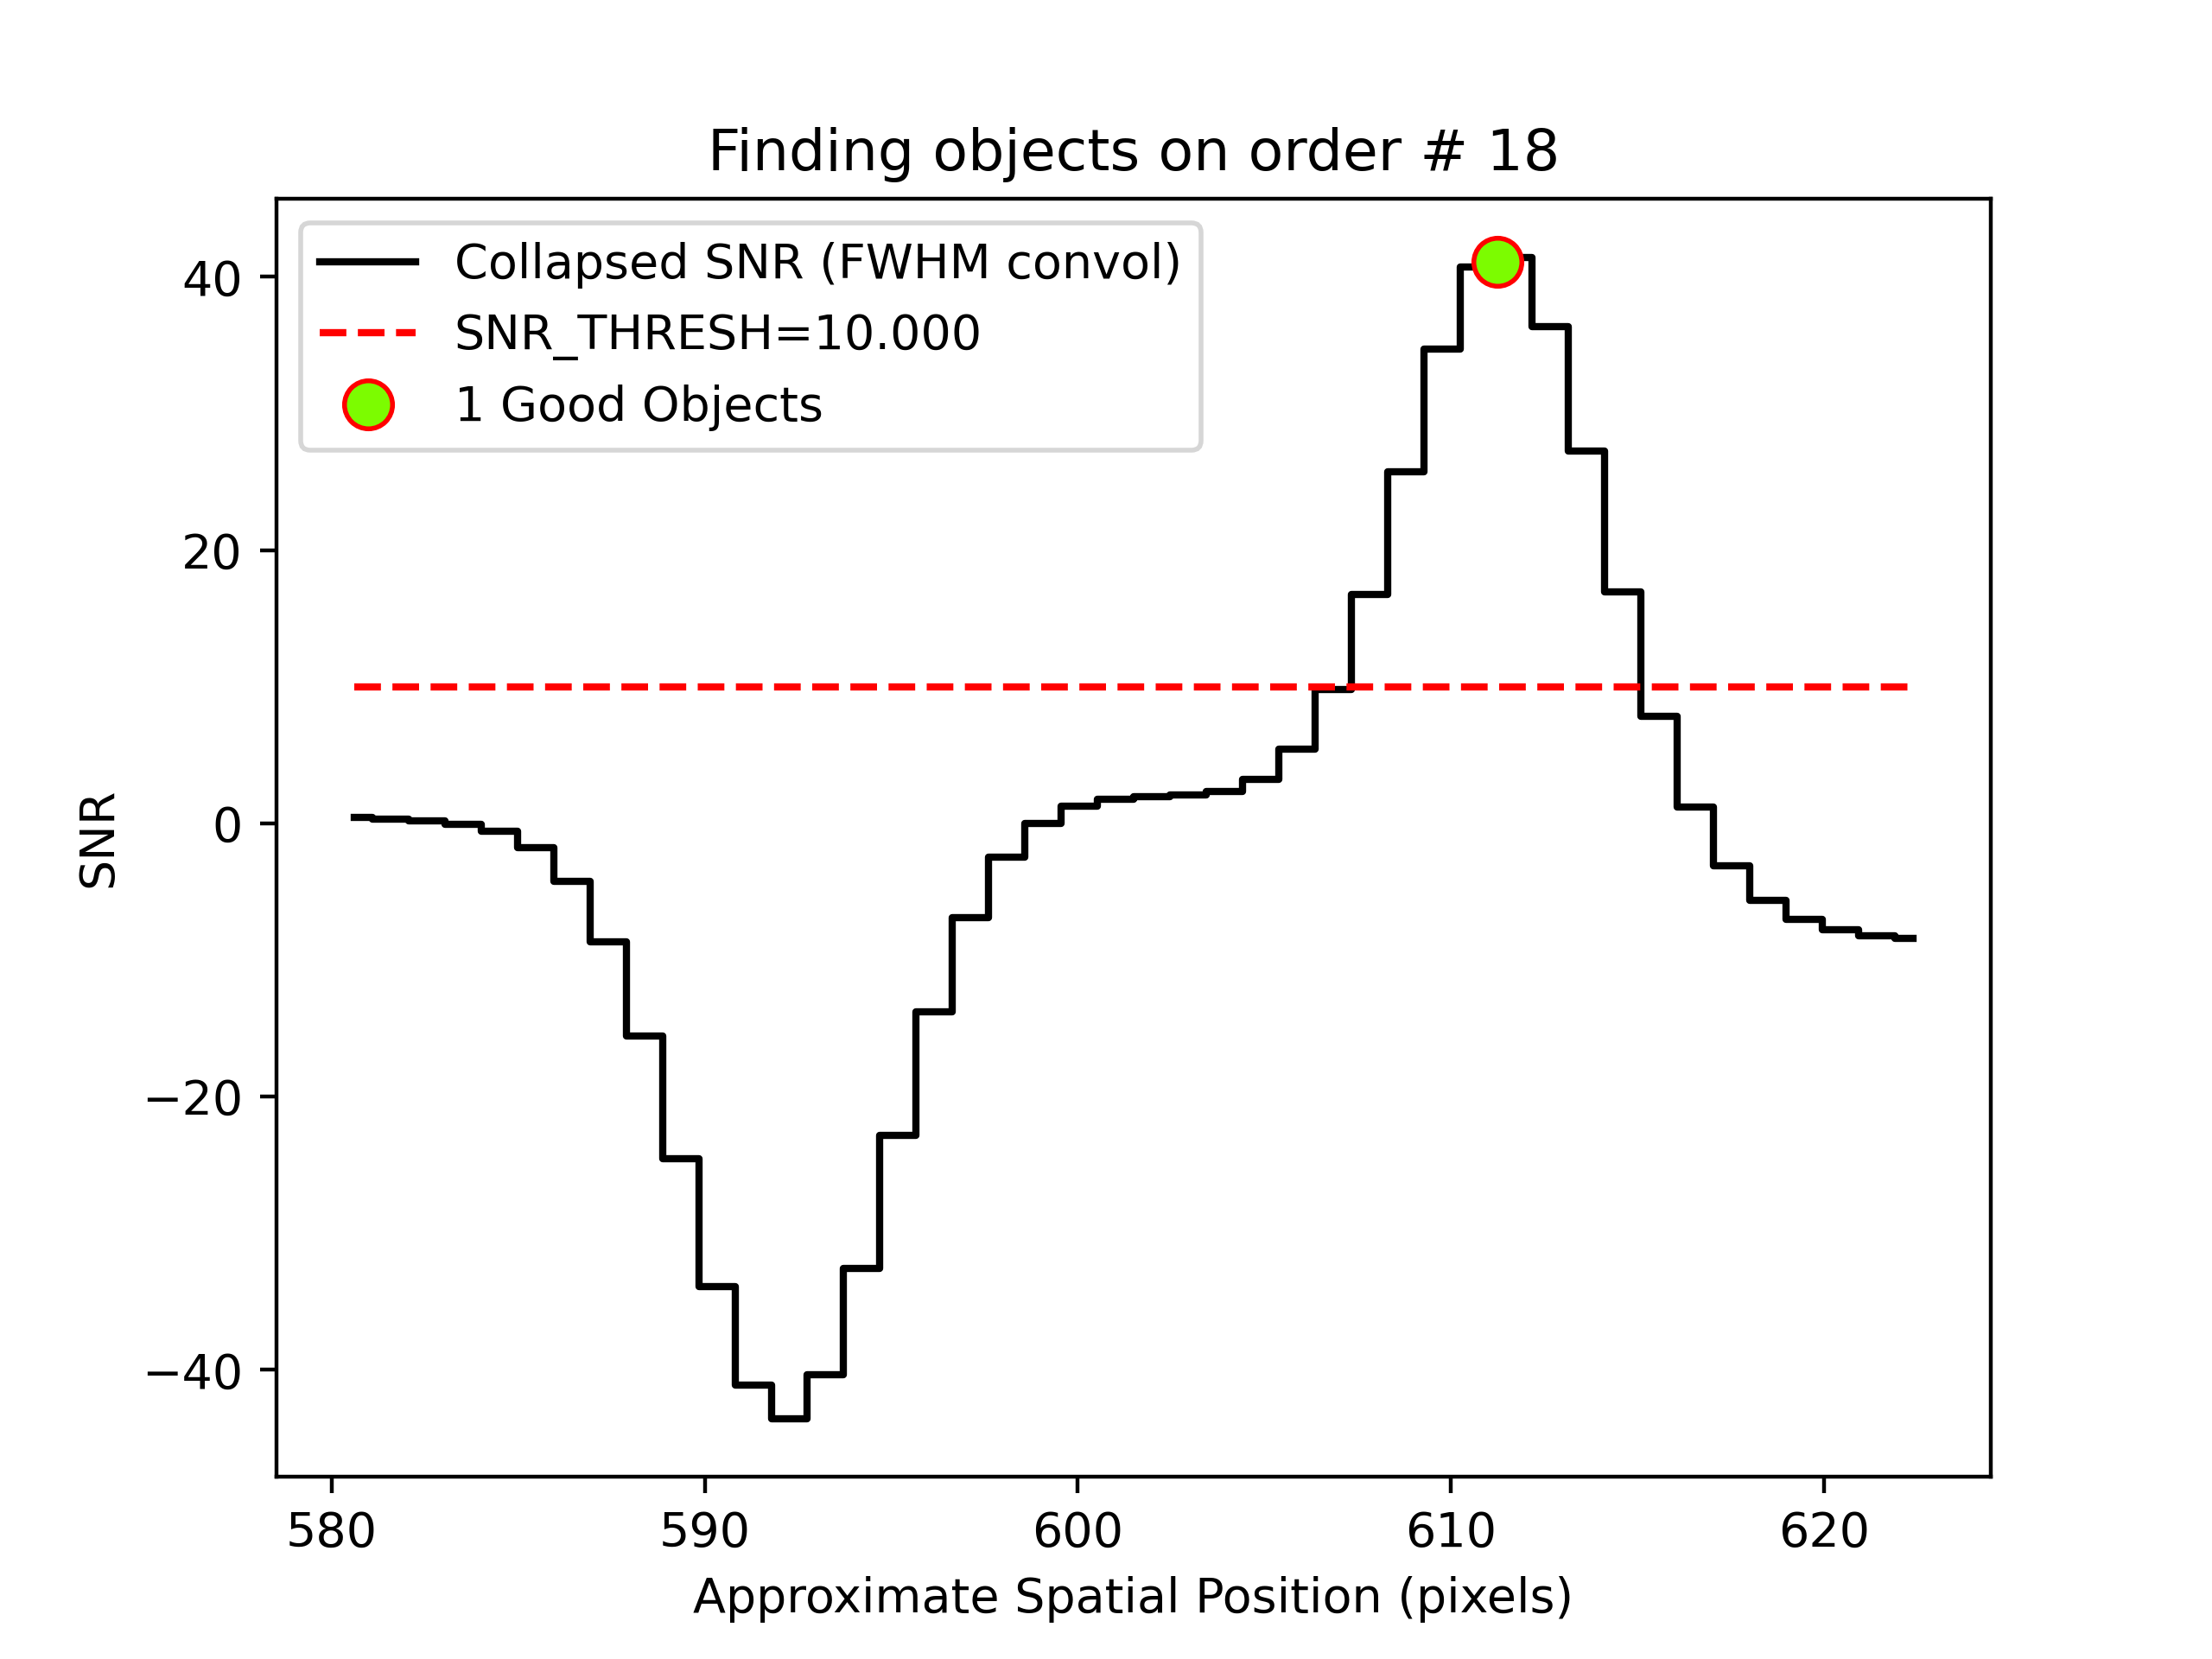 Finding objects on order # 18
Collapsed SNR (FWHM convol)
SNR_THRESH=10.000
1 Good Objects
40
20
0
−20
−40
SNR
580 590 600 610 620
Approximate Spatial Position (pixels)